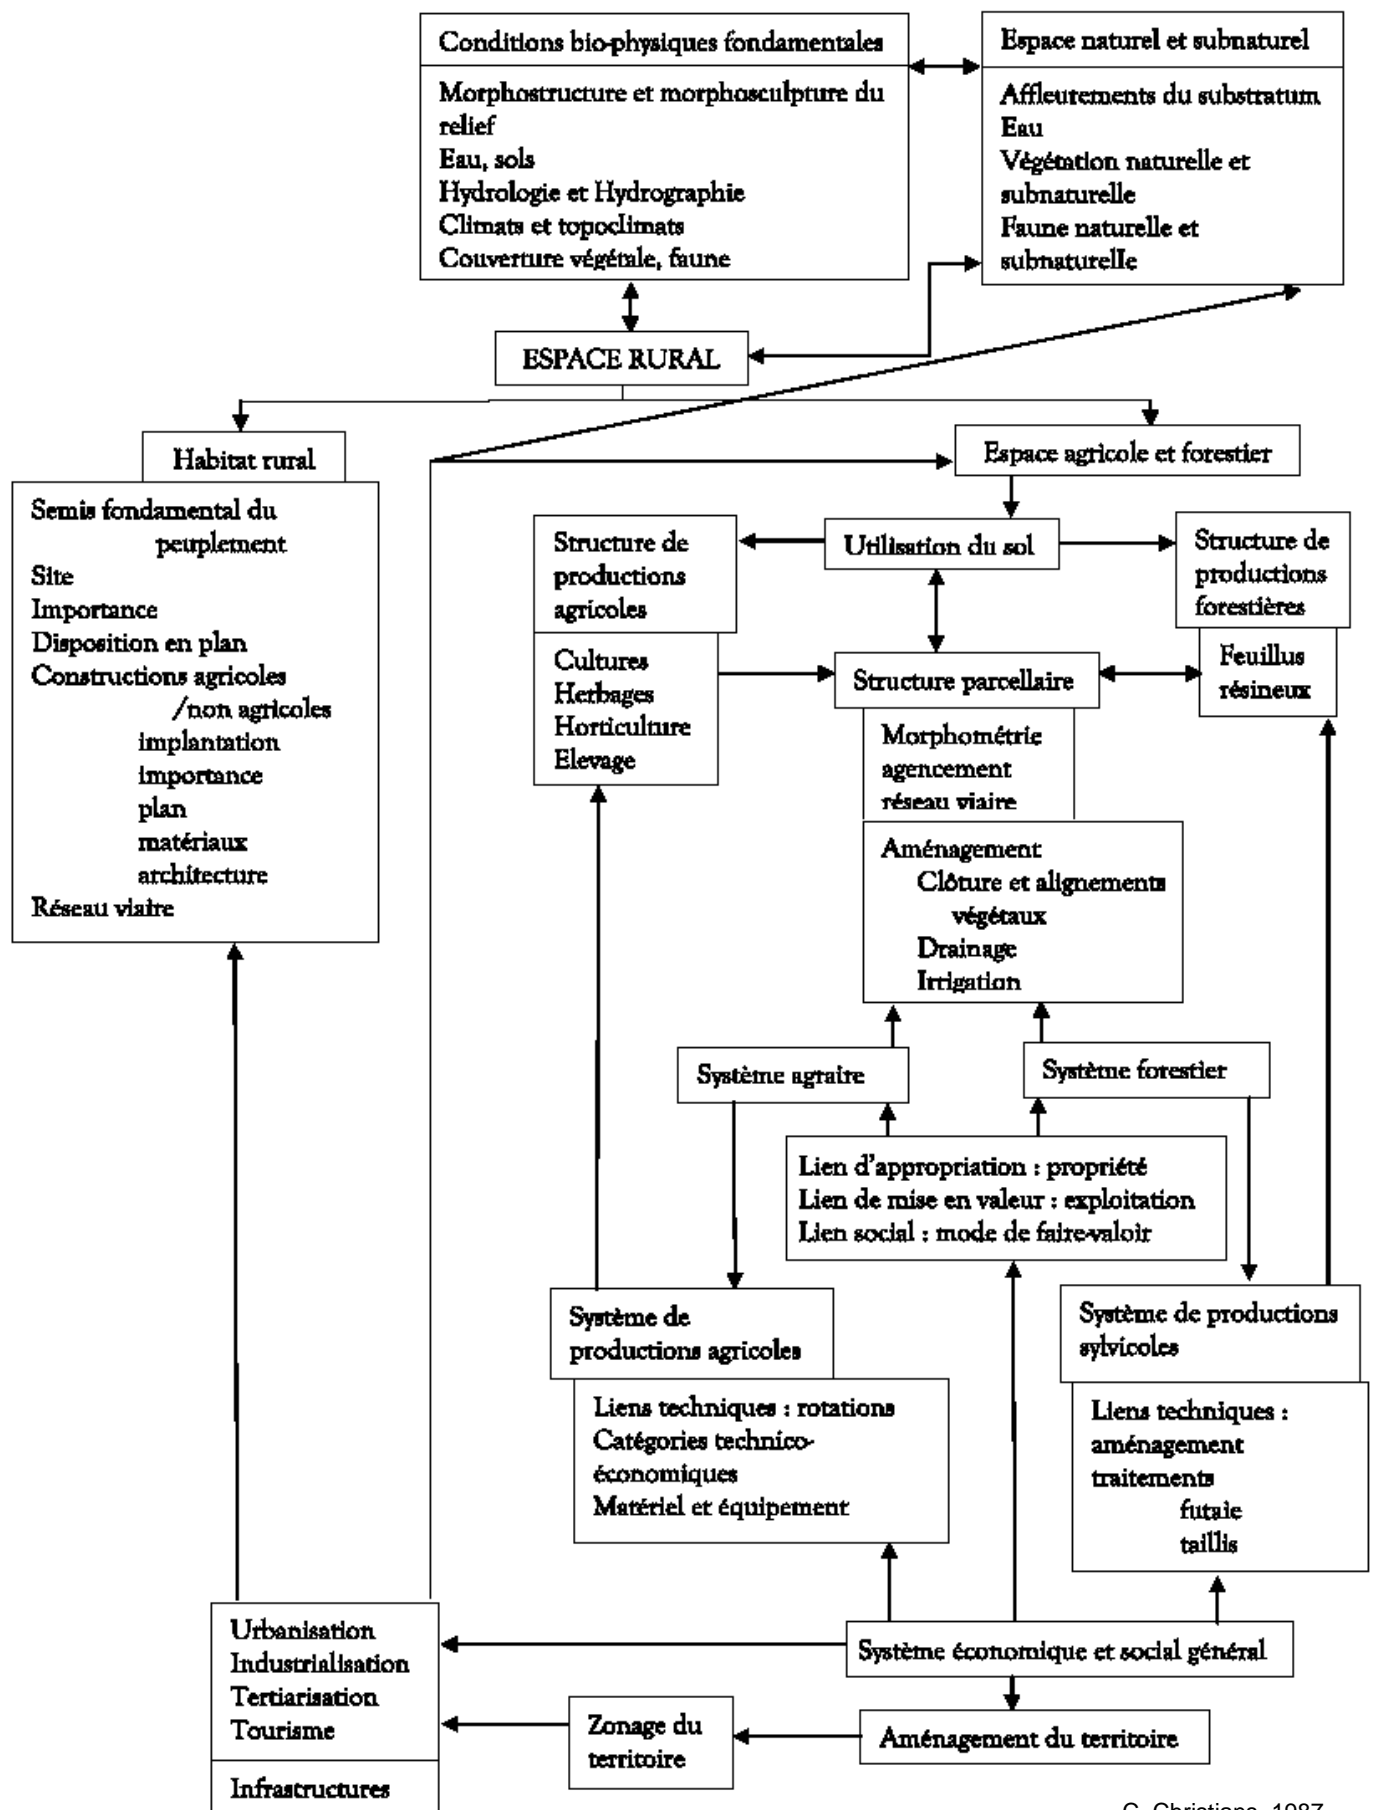 Conditions bio-physiques fondamentales
Morphostructure et morphosculpture du
relief
Eau, sols
Hydrologie et Hydrographie
Climats et topoclimats
Couverture végétale, faune
Espace naturel et subnaturel
Affleurements du substratum
Eau
Végétation naturelle et
subnaturelle
Faune naturelle et
subnaturelle
ESPACE RURAL
Habitat rural
Semis fondamental du
peuplement
Site
Importance
Disposition en plan
Constructions agricoles
/non agricoles
implantation
importance
plan
matériaux
architecture
Réseau viaire
Espace agricole et forestier
Structure de
productions
agricoles
Cultures
Herbages
Horticulture
Elevage
Utilisation du sol
Structure de
productions
forestières
Feuillus
résineux
Structure parcellaire
Morphométrie
agencement
réseau viaire
Aménagement
Clôture et alignements
végétaux
Drainage
Irrigation
Système agraire
Système forestier
Lien d'appropriation : propriété
Lien de mise en valeur : exploitation
Lien social : mode de faire-valoir
Système de
productions agricoles
Liens techniques : rotations
Catégories technico-
économiques
Matériel et équipement
Système de productions
sylvicoles
Liens techniques :
aménagement
traitements
futaie
taillis
Urbanisation
Industrialisation
Tertiarisation
Tourisme
Infrastructures
Système économique et social général
Zonage du
territoire
Aménagement du territoire
C. Christians, 1987